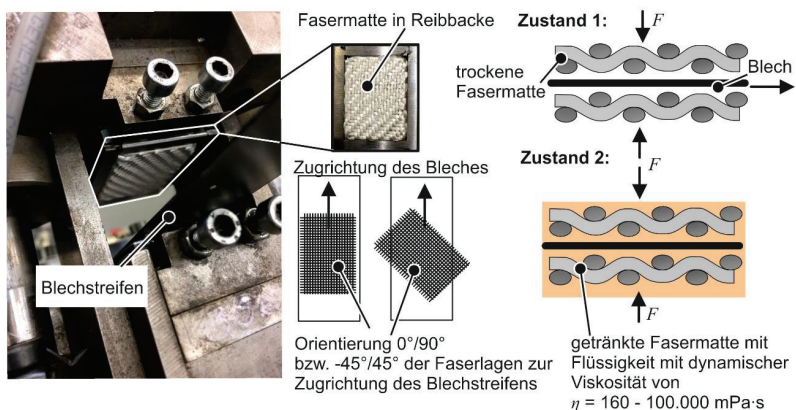 Fasermatte in Reibbacke
Zustand 1:
F
trockene
Fasermatte
Blech
Zugrichtung des Bleches
F
Zustand 2:
Blechstreifen
F
Orientierung 0°/90°
bzw. -45°/45° der Faserlagen zur
Zugrichtung des Blechstreifens
getränkte Fasermatte mit
Flüssigkeit mit dynamischer
Viskosität von
η = 160 - 100.000 mPa·s